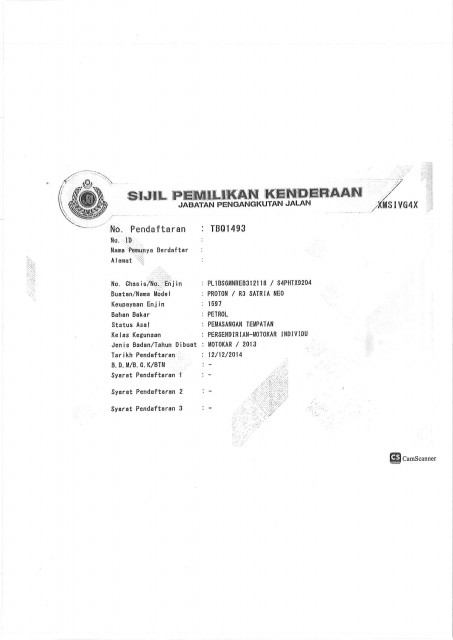 SIJIL PEMILIKAN KENDERAAN
JABATAN PENGANGKUTAN JALAN
XMSIVG4X
No. Pendaftaran : TBQ1493
No. ID :
Nama Pemunya Berdaftar :
Alamat :
No. Chasis/No. Enjin : PL1BS6MNREB312118 / S4PHTX9204
Buatan/Nama Model : PROTON / R3 SATRIA NEO
Keupayaan Enjin : 1597
Bahan Bakar : PETROL
Status Asal : PEMASANGAN TEMPATAN
Kelas Kegunaan : PERSENDIRIAN-MOTOKAR INDIVIDU
Jenis Badan/Tahun Dibuat : MOTOKAR / 2013
Tarikh Pendaftaran : 12/12/2014
B.D.M/B.G.K/BTM : -
Syarat Pendaftaran 1 : -
Syarat Pendaftaran 2 : -
Syarat Pendaftaran 3 : -
CS CamScanner